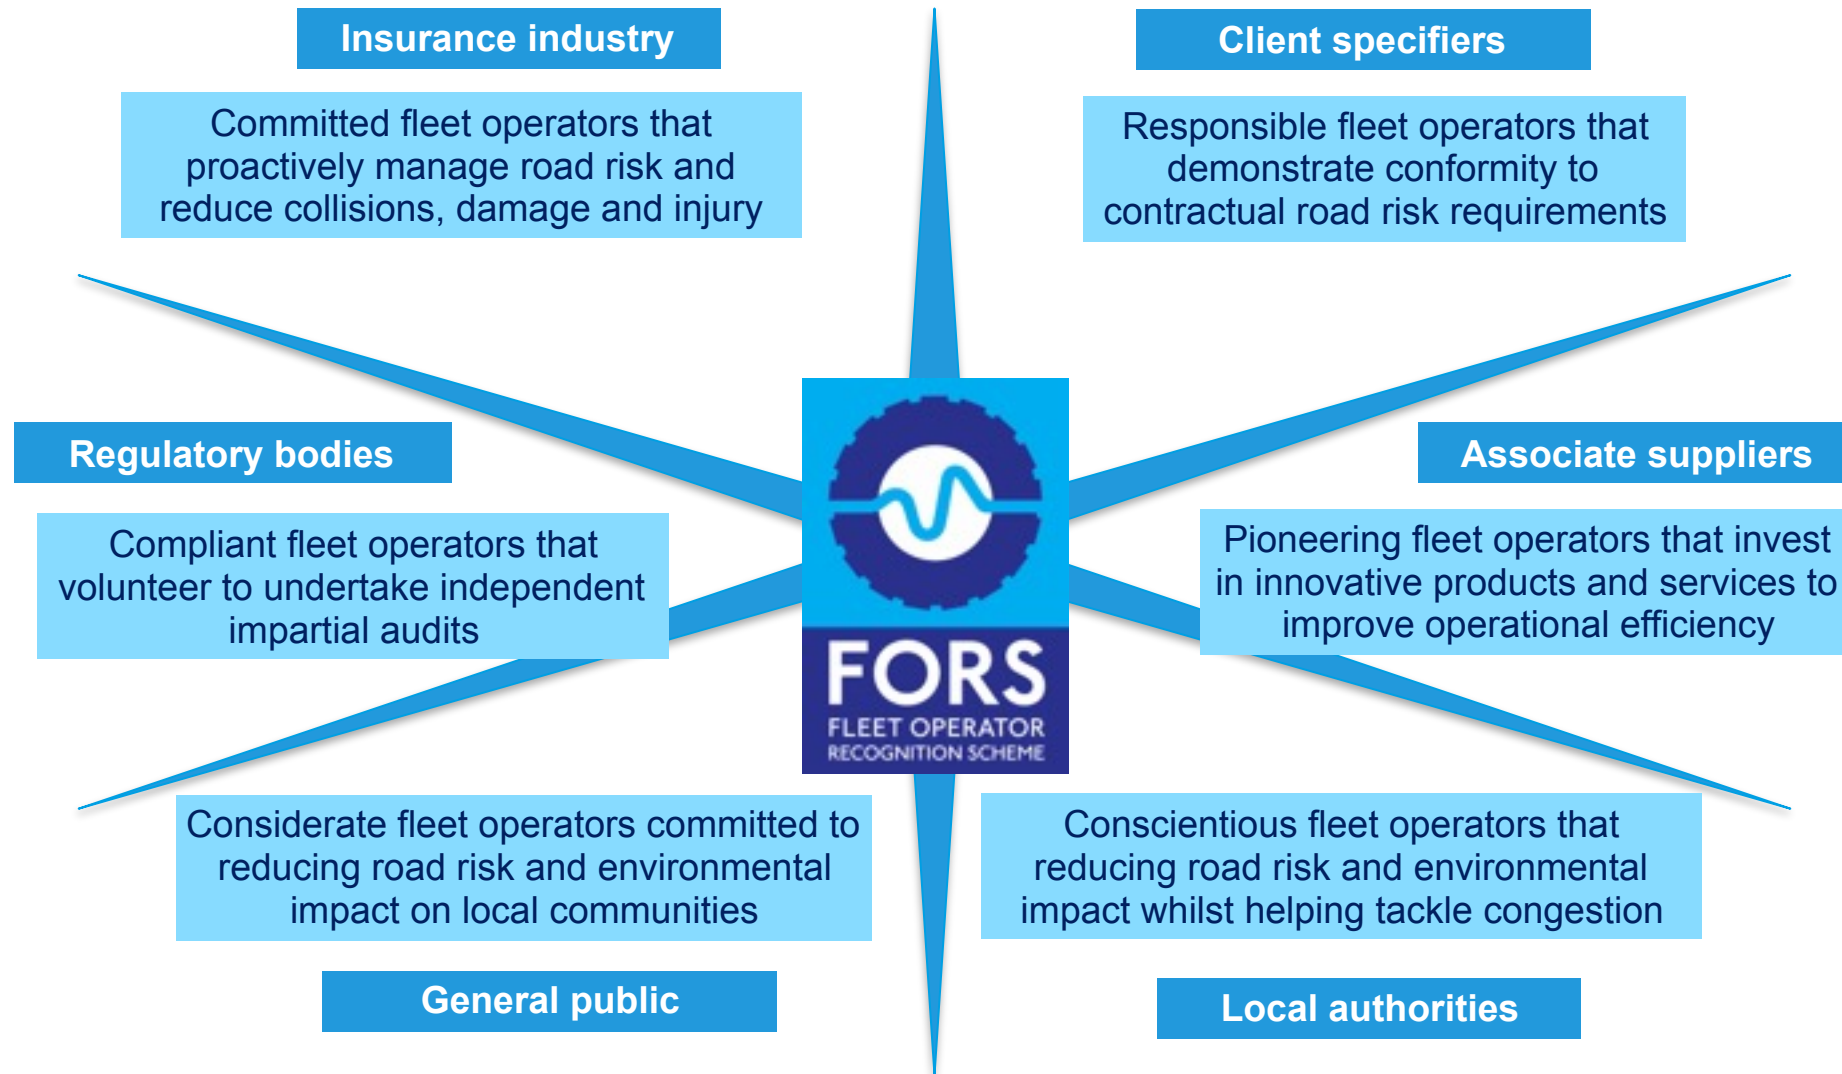 Insurance industry
Committed fleet operators that
proactively manage road risk and
reduce collisions, damage and injury
Client specifiers
Responsible fleet operators that
demonstrate conformity to
contractual road risk requirements
Regulatory bodies
Compliant fleet operators that
volunteer to undertake independent
impartial audits
FORS
FLEET OPERATOR
RECOGNITION SCHEME
Associate suppliers
Pioneering fleet operators that invest
in innovative products and services to
improve operational efficiency
Considerate fleet operators committed to
reducing road risk and environmental
impact on local communities
General public
Conscientious fleet operators that
reducing road risk and environmental
impact whilst helping tackle congestion
Local authorities